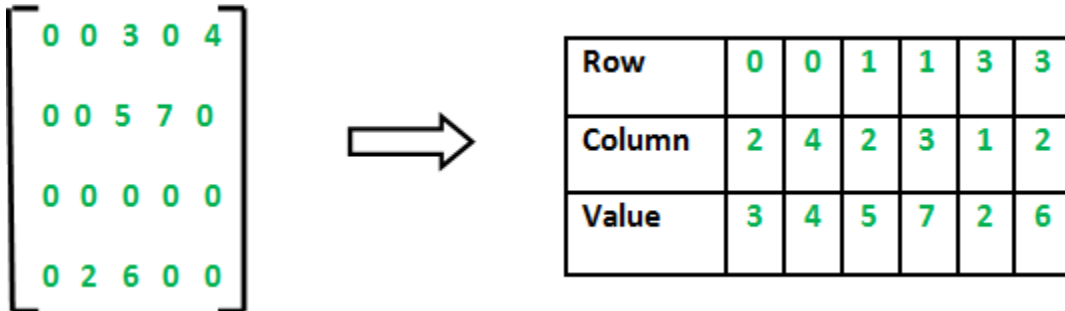 0 0 3 0 4
0 0 5 7 0
0 0 0 0 0
0 2 6 0 0
Row 0 0 1 1 3 3
Column 2 4 2 3 1 2
Value 3 4 5 7 2 6